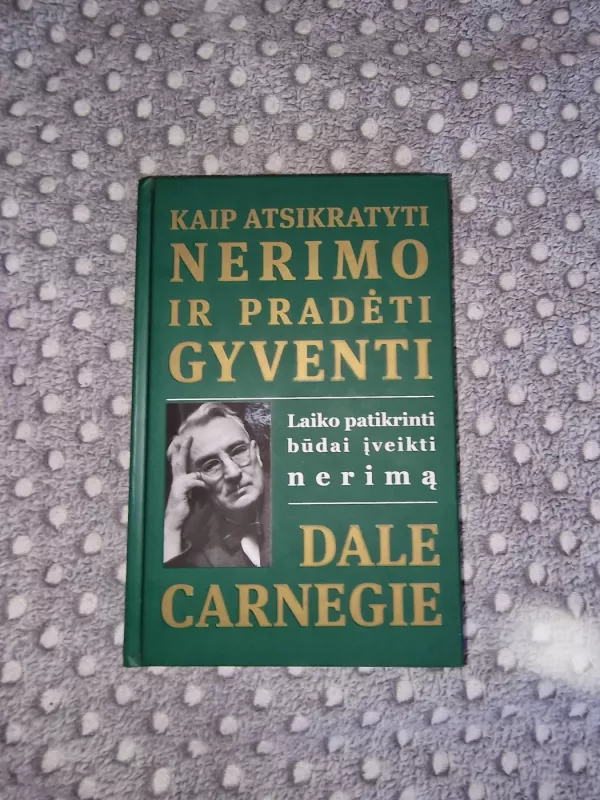 KAIP ATSIKRATYTI
NERIMO
IR PRADĖTI
GYVENTI
Laiko patikrinti
būdai įveikti
nerimą
DALE
CARNEGIE